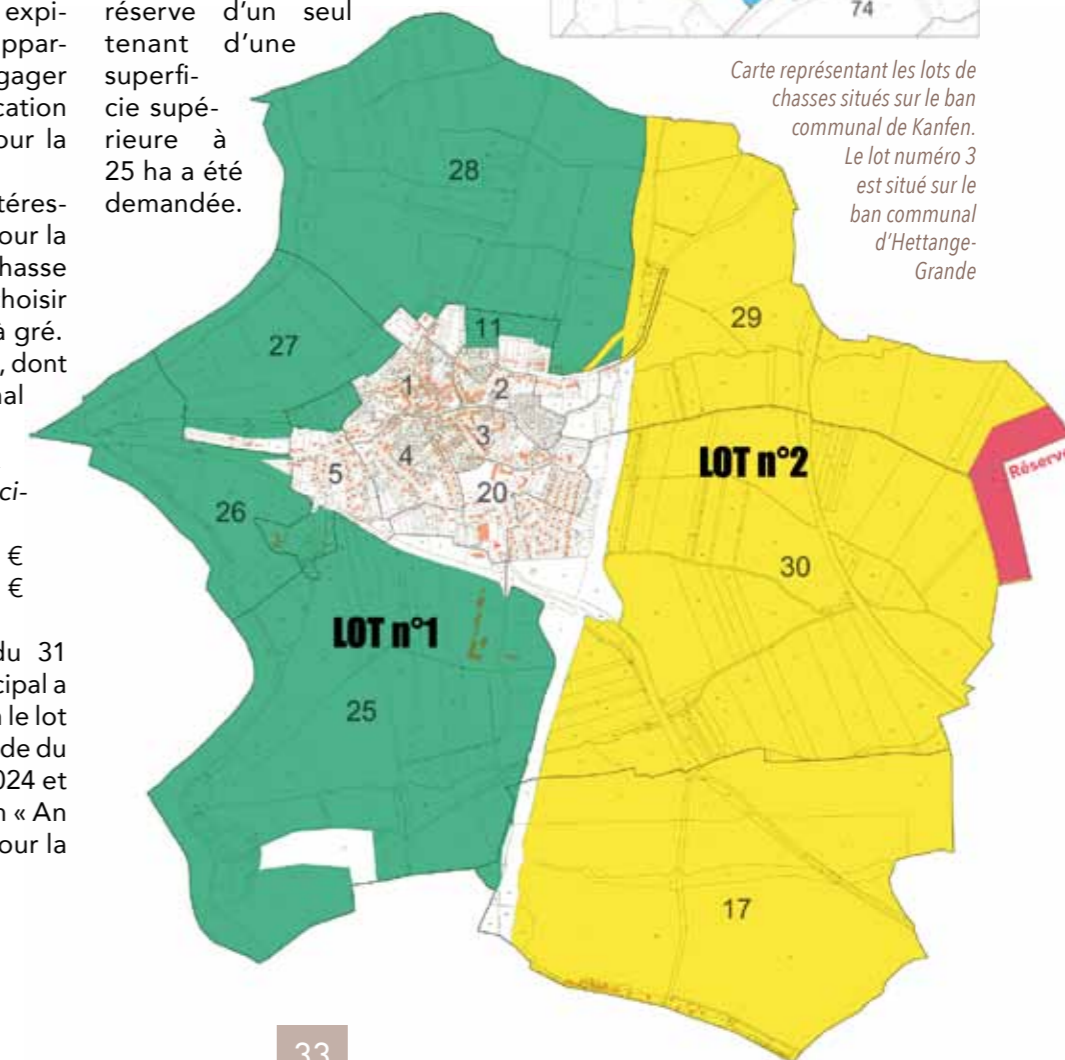 expi-
appar-
gager
cation
our la
téres-
our la
hasse
hoisir
à gré.
, dont
al
ci-
€
€
du 31
cipal a
le lot
de du
024 et
n « An
our la
réserve d'un seul
tenant d'une
superfi-
cie supé-
rieure à
25 ha a été
demandée.
74
Carte représentant les lots de
chasses situés sur le ban
communal de Kanfen.
Le lot numéro 3
est situé sur le
ban communal
d'Hettange-
Grande
28
27
11
29
1
2
3
4
5
20
26
LOT n°2
Réserve
30
LOT n°1
25
17
33